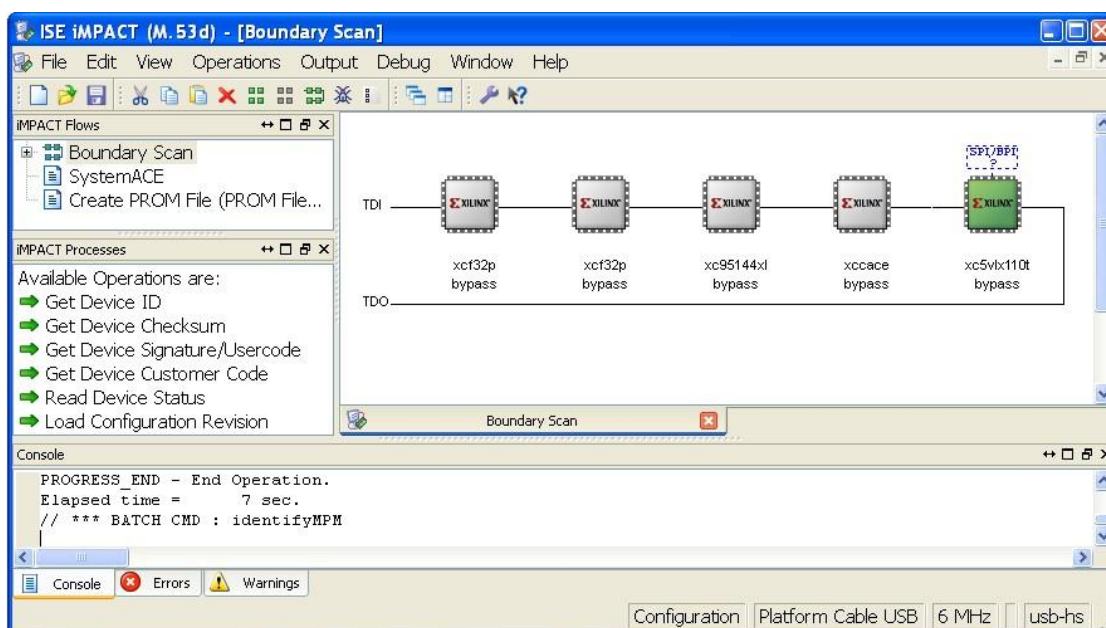 ISE iMPACT (M.53d) - [Boundary Scan]
File Edit View Operations Output Debug Window Help
iMPACT Flows
Boundary Scan
SystemACE
Create PROM File (PROM File...
iMPACT Processes
Available Operations are:
Get Device ID
Get Device Checksum
Get Device Signature/Usercode
Get Device Customer Code
Read Device Status
Load Configuration Revision
SPI/BPI
?
TDI
XILINX XILINX XILINX XILINX XILINX
xcf32p xcf32p xc95144xl xccace xc5vlx110t
bypass bypass bypass bypass bypass
TDO
Boundary Scan
Console
PROGRESS_END - End Operation.
Elapsed time = 7 sec.
// *** BATCH CMD : identifyMPM
Console Errors Warnings
Configuration Platform Cable USB 6 MHz usb-hs